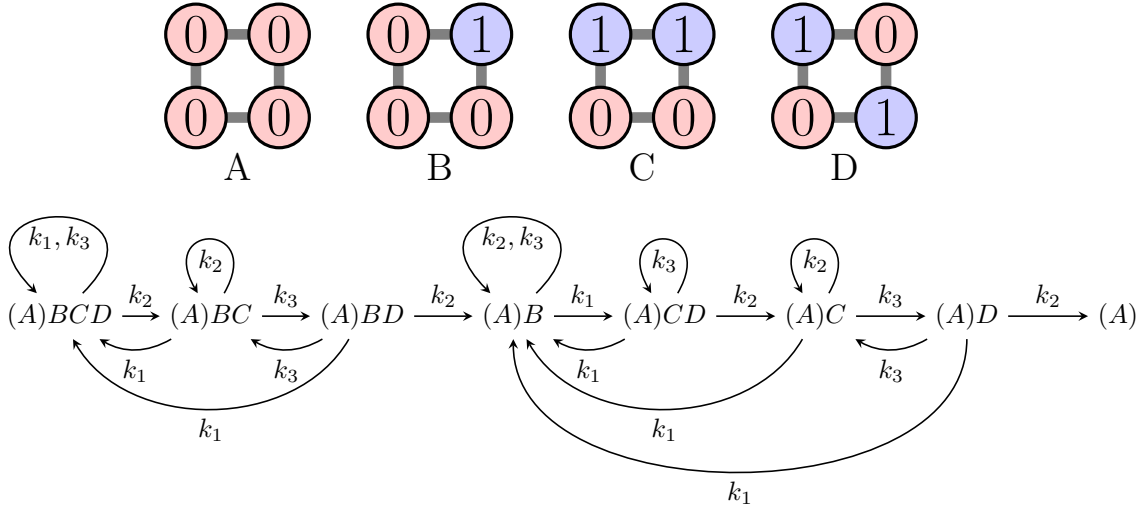 0 0 0 1 1 1 1 0
0 0 0 0 0 0 0 1
A B C D
k₁, k₃ k₂ k₂, k₃ k₃ k₂
(A)BCD k₂ (A)BC k₃ (A)BD k₂ (A)B k₁ (A)CD k₂ (A)C k₃ (A)D k₂ (A)
k₁ k₃ k₁ k₃
k₁ k₁
k₁